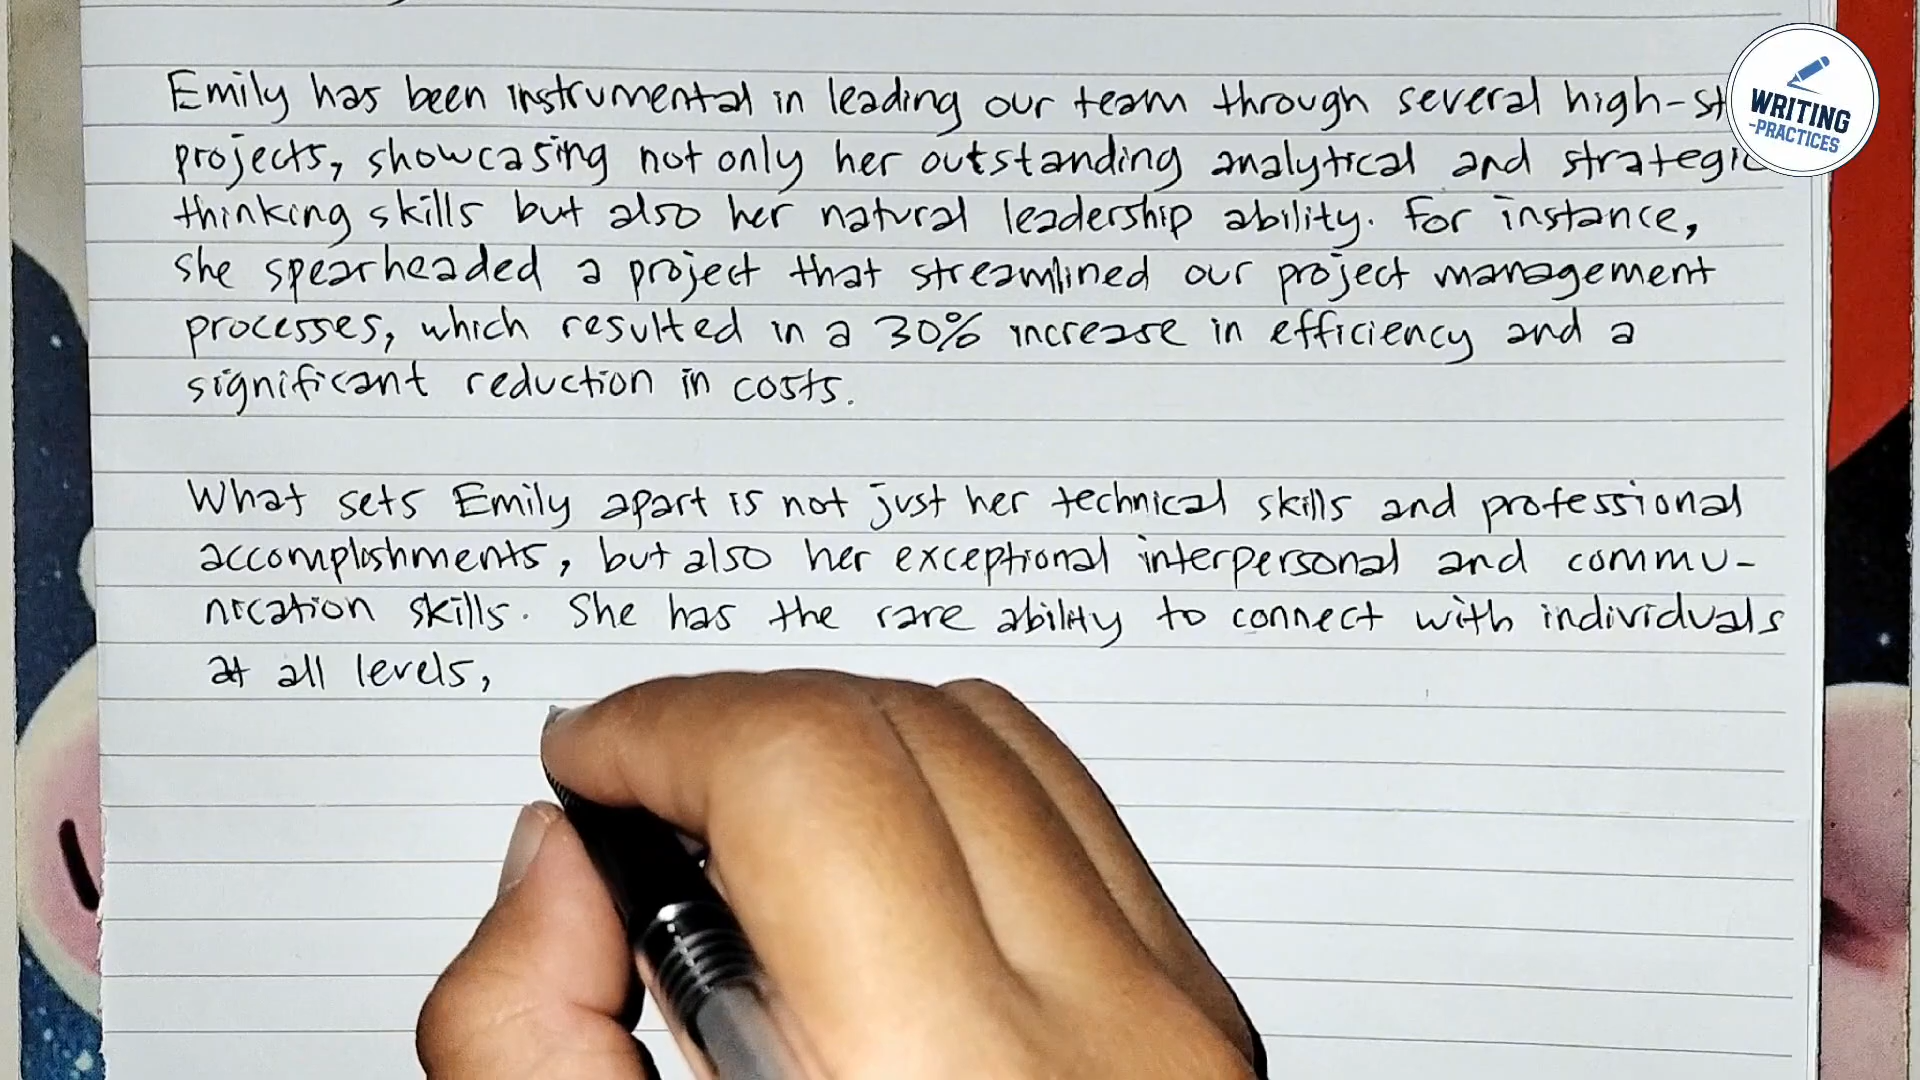 Emily has been instrumental in leading our team through several high-st
projects, showcasing not only her outstanding analytical and strategic
thinking skills but also her natural leadership ability. For instance,
she spearheaded a project that streamlined our project management
processes, which resulted in a 30% increase in efficiency and a
significant reduction in costs.
What sets Emily apart is not just her technical skills and professional
accomplishments, but also her exceptional interpersonal and commu-
nication skills. She has the rare ability to connect with individuals
at all levels,
WRITING
-PRACTICES